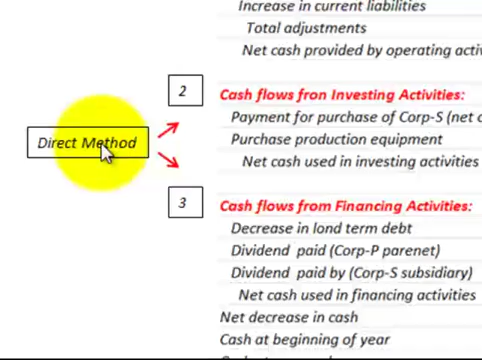 Increase in current liabilities
Total adjustments
Net cash provided by operating
2
Cash flows fron Investing Activities:
Payment for purchase of Corp-S (net
Purchase production equipment
Net cash used in investing activities
Direct Method
3
Cash flows from Financing Activities:
Decrease in lond term debt
Dividend paid (Corp-P parenet)
Dividend paid by (Corp-S subsidiary)
Net cash used in financing activities
Net decrease in cash
Cash at beginning of year